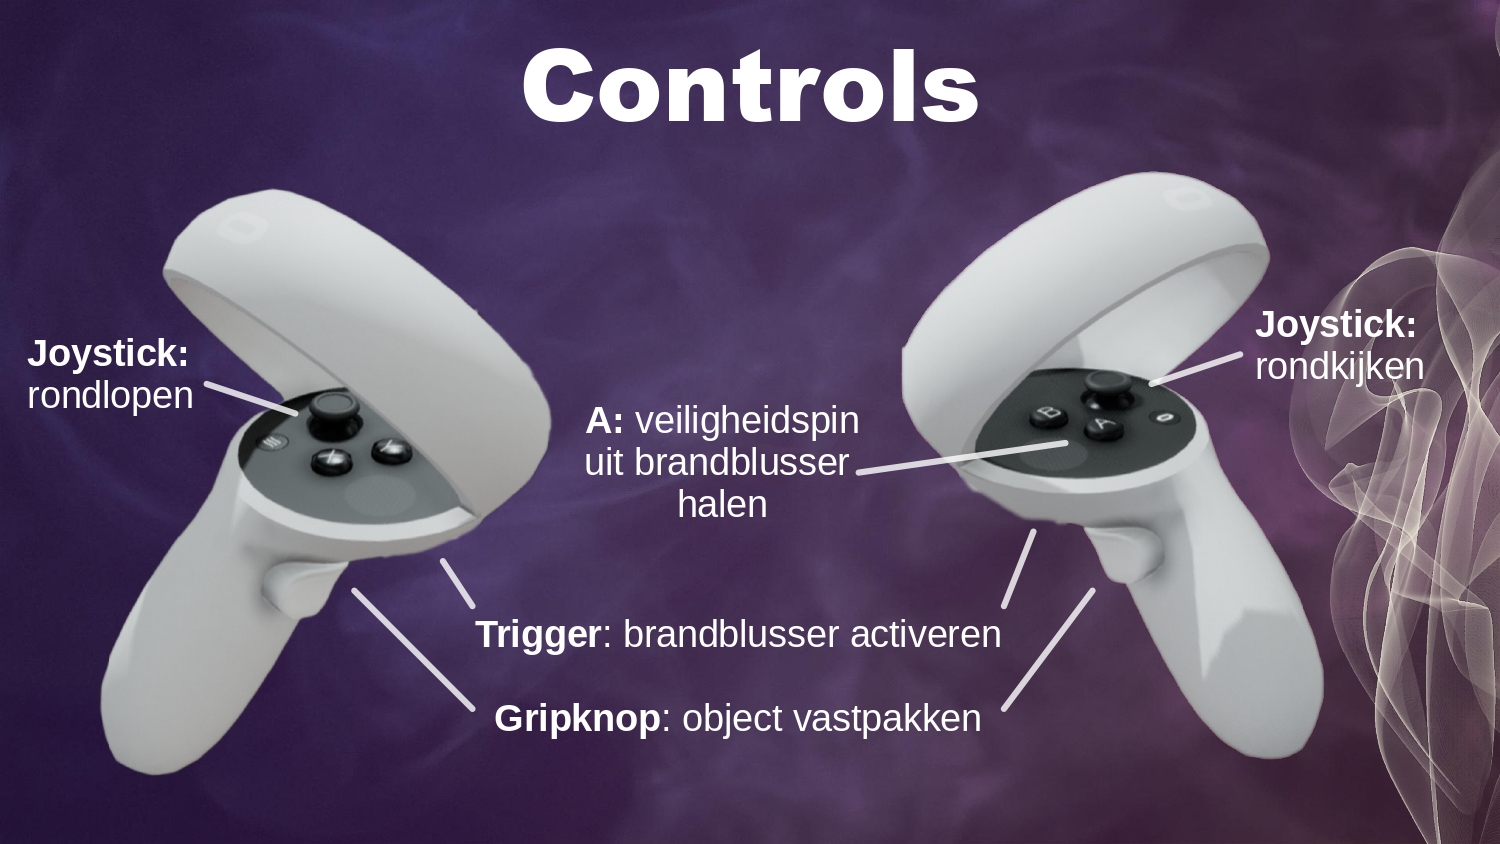 Controls
Joystick:
rondlopen
Joystick:
rondkijken
A: veiligheidspin
uit brandblusser
halen
B
A
Trigger: brandblusser activeren
Gripknop: object vastpakken